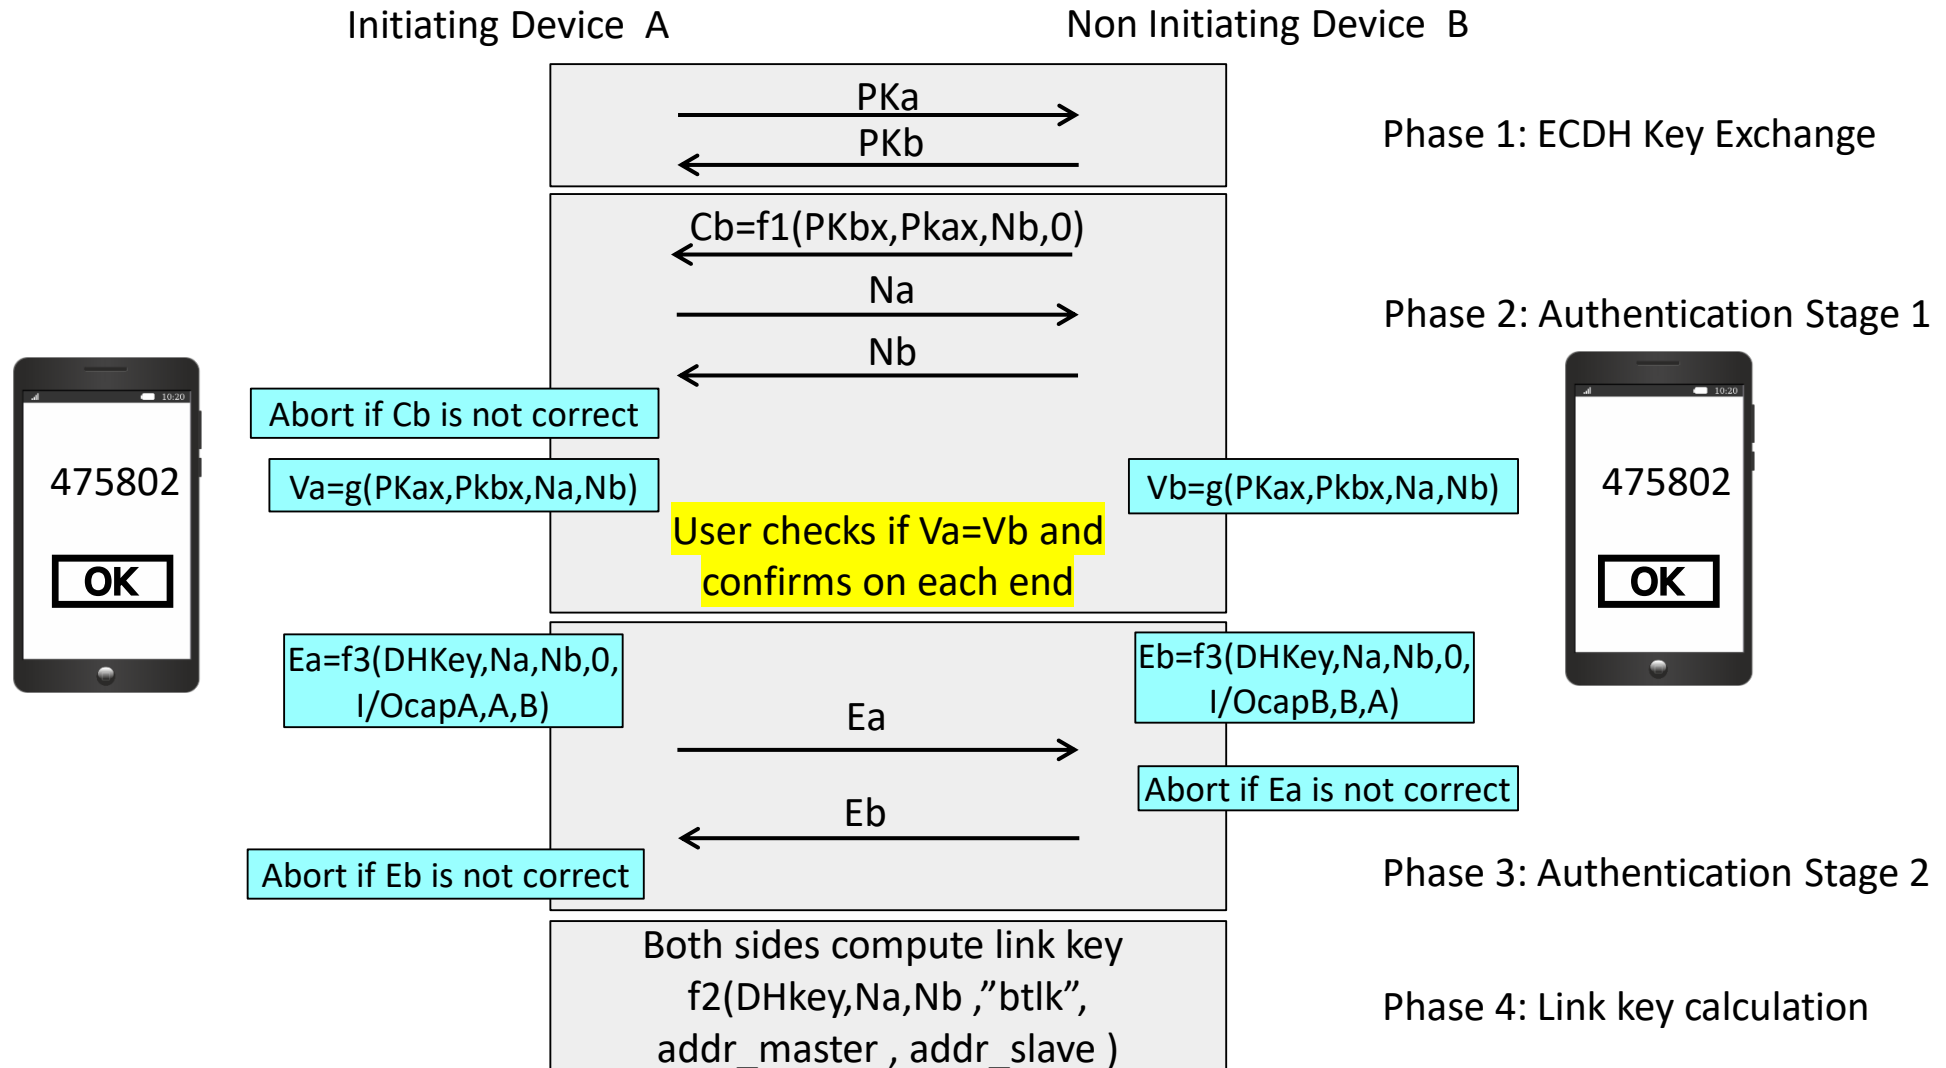 Initiating Device  A
Non Initiating Device  B
PKa
PKb
Phase 1: ECDH Key Exchange
Cb=f1(PKbx,Pkax,Nb,0)
Na
Phase 2: Authentication Stage 1
Nb
10:20
10:20
Abort if Cb is not correct
475802
Va=g(PKax,Pkbx,Na,Nb)
Vb=g(PKax,Pkbx,Na,Nb)
475802
User checks if Va=Vb and
confirms on each end
OK
OK
Ea=f3(DHKey,Na,Nb,0,
I/OcapA,A,B)
Eb=f3(DHKey,Na,Nb,0,
I/OcapB,B,A)
Ea
Abort if Ea is not correct
Eb
Abort if Eb is not correct
Phase 3: Authentication Stage 2
Both sides compute link key
f2(DHkey,Na,Nb ,”btlk”,
addr_master , addr_slave )
Phase 4: Link key calculation